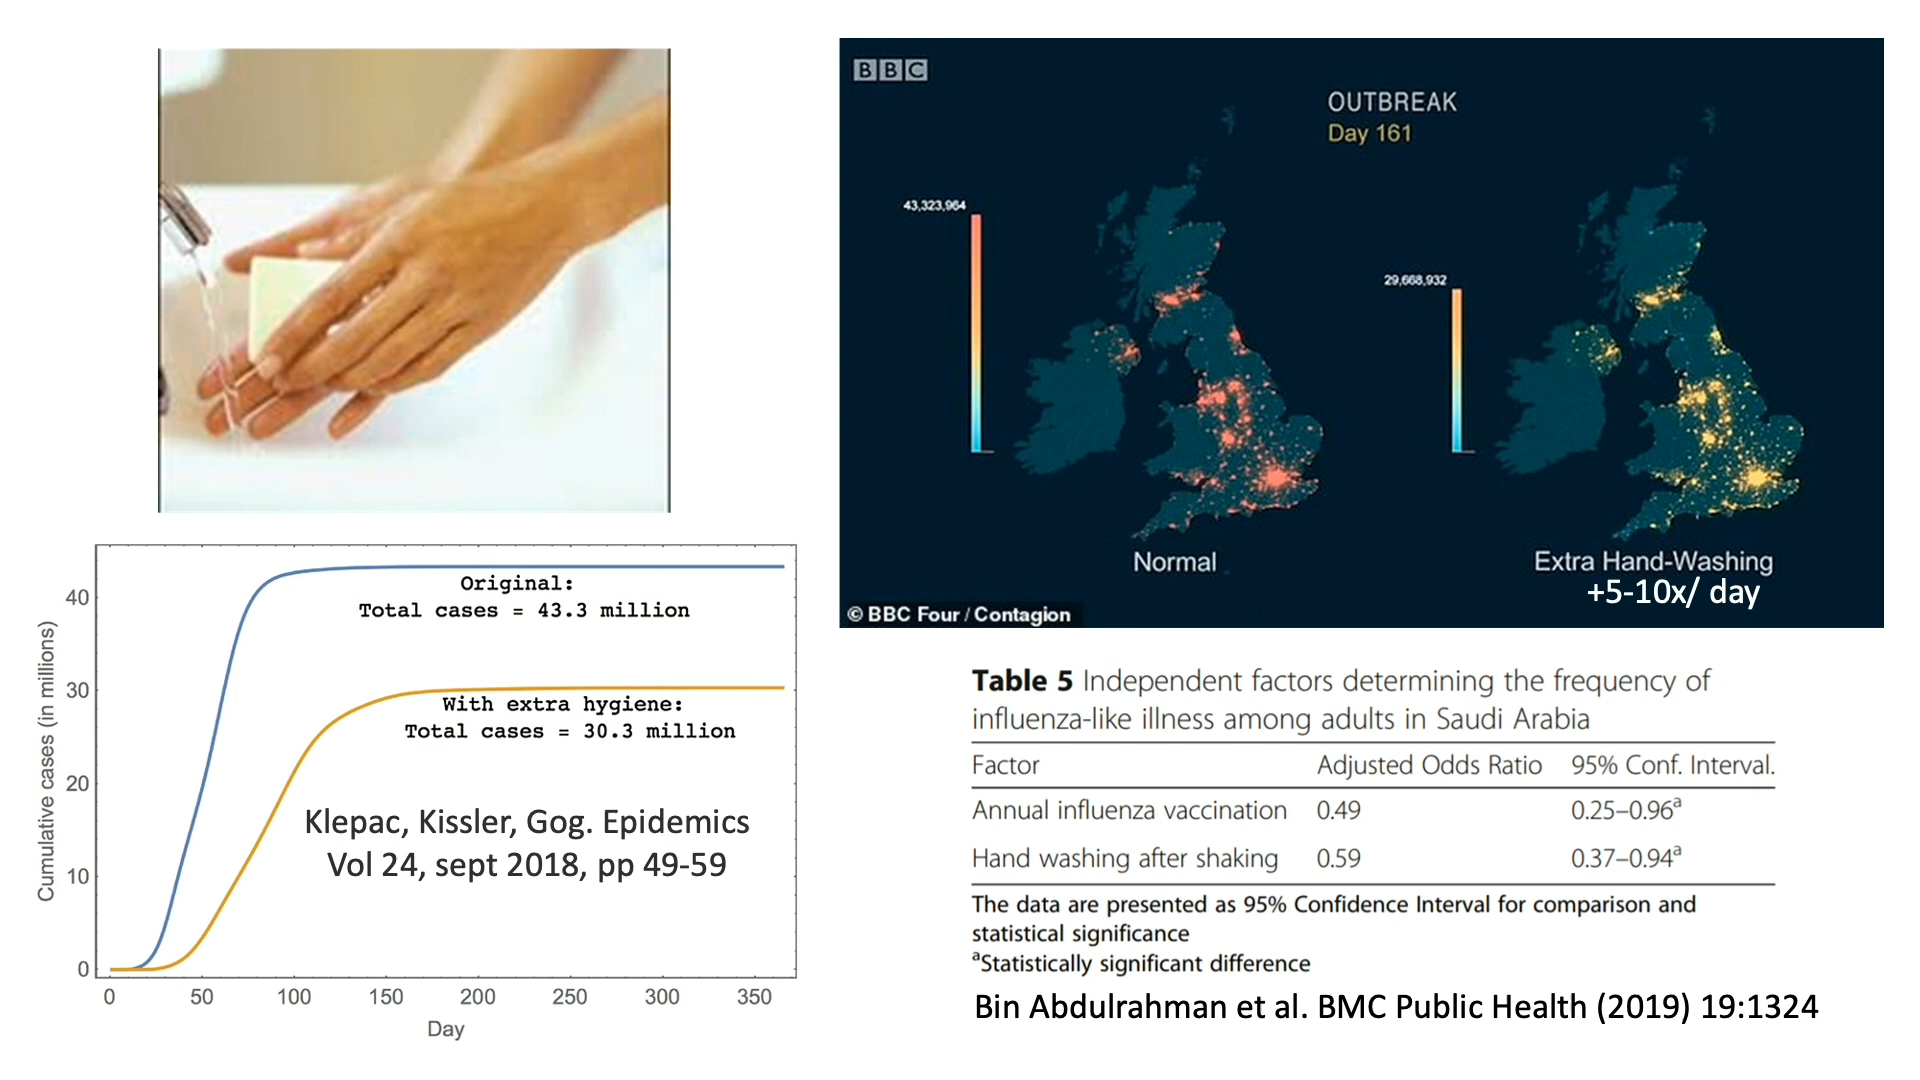 BBC
OUTBREAK
Day 161
43,323,964
29,668,932
Normal
Extra Hand-Washing
+5-10x/ day
© BBC Four / Contagion
Cumulative cases (in millions)
40
30
20
10
0
Original:
Total cases = 43.3 million
With extra hygiene:
Total cases = 30.3 million
Klepac, Kissler, Gog. Epidemics
Vol 24, sept 2018, pp 49-59
0 50 100 150 200 250 300 350
Day
Table 5 Independent factors determining the frequency of
influenza-like illness among adults in Saudi Arabia
Factor Adjusted Odds Ratio 95% Conf. Interval.
Annual influenza vaccination 0.49 0.25–0.96ᵃ
Hand washing after shaking 0.59 0.37–0.94ᵃ
The data are presented as 95% Confidence Interval for comparison and
statistical significance
ᵃStatistically significant difference
Bin Abdulrahman et al. BMC Public Health (2019) 19:1324